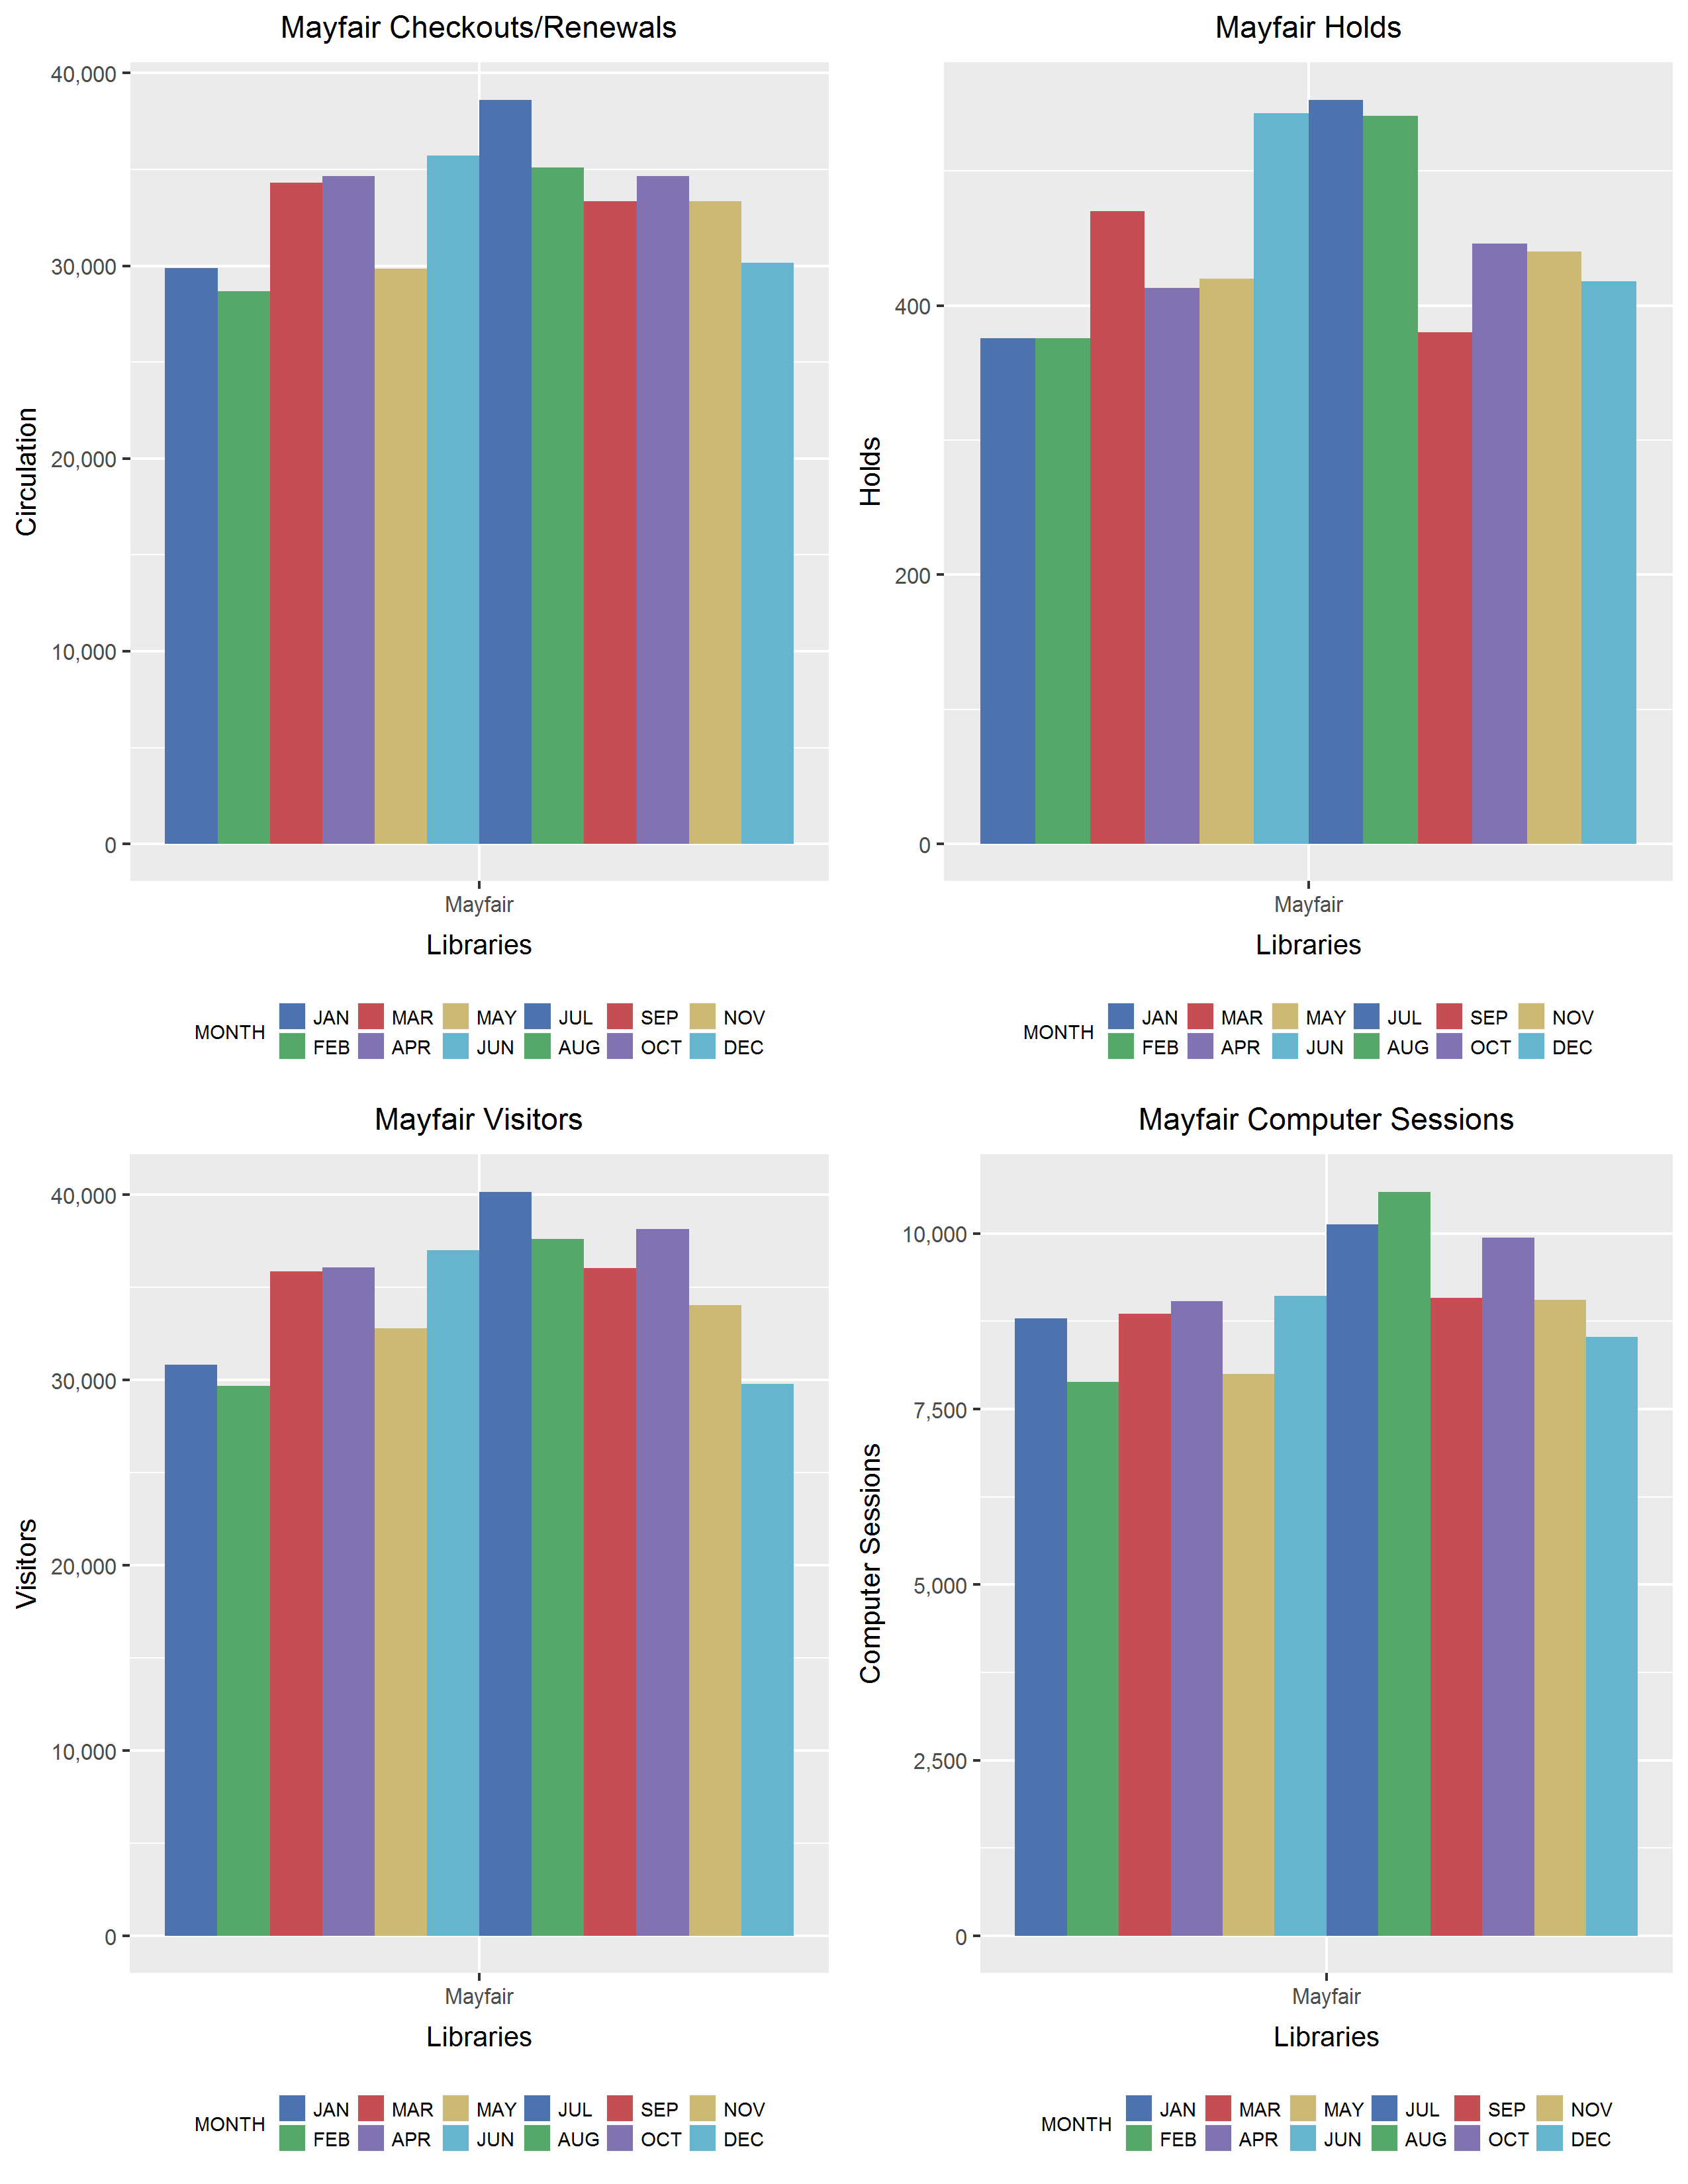 Mayfair Checkouts/Renewals
40,000
30,000
20,000
10,000
0
Circulation
Mayfair
Libraries
MONTH
JAN MAR MAY JUL SEP NOV
FEB APR JUN AUG OCT DEC
Mayfair Holds
400
200
0
Holds
Mayfair
Libraries
MONTH
JAN MAR MAY JUL SEP NOV
FEB APR JUN AUG OCT DEC
Mayfair Visitors
40,000
30,000
20,000
10,000
0
Visitors
Mayfair
Libraries
MONTH
JAN MAR MAY JUL SEP NOV
FEB APR JUN AUG OCT DEC
Mayfair Computer Sessions
10,000
7,500
5,000
2,500
0
Computer Sessions
Mayfair
Libraries
MONTH
JAN MAR MAY JUL SEP NOV
FEB APR JUN AUG OCT DEC